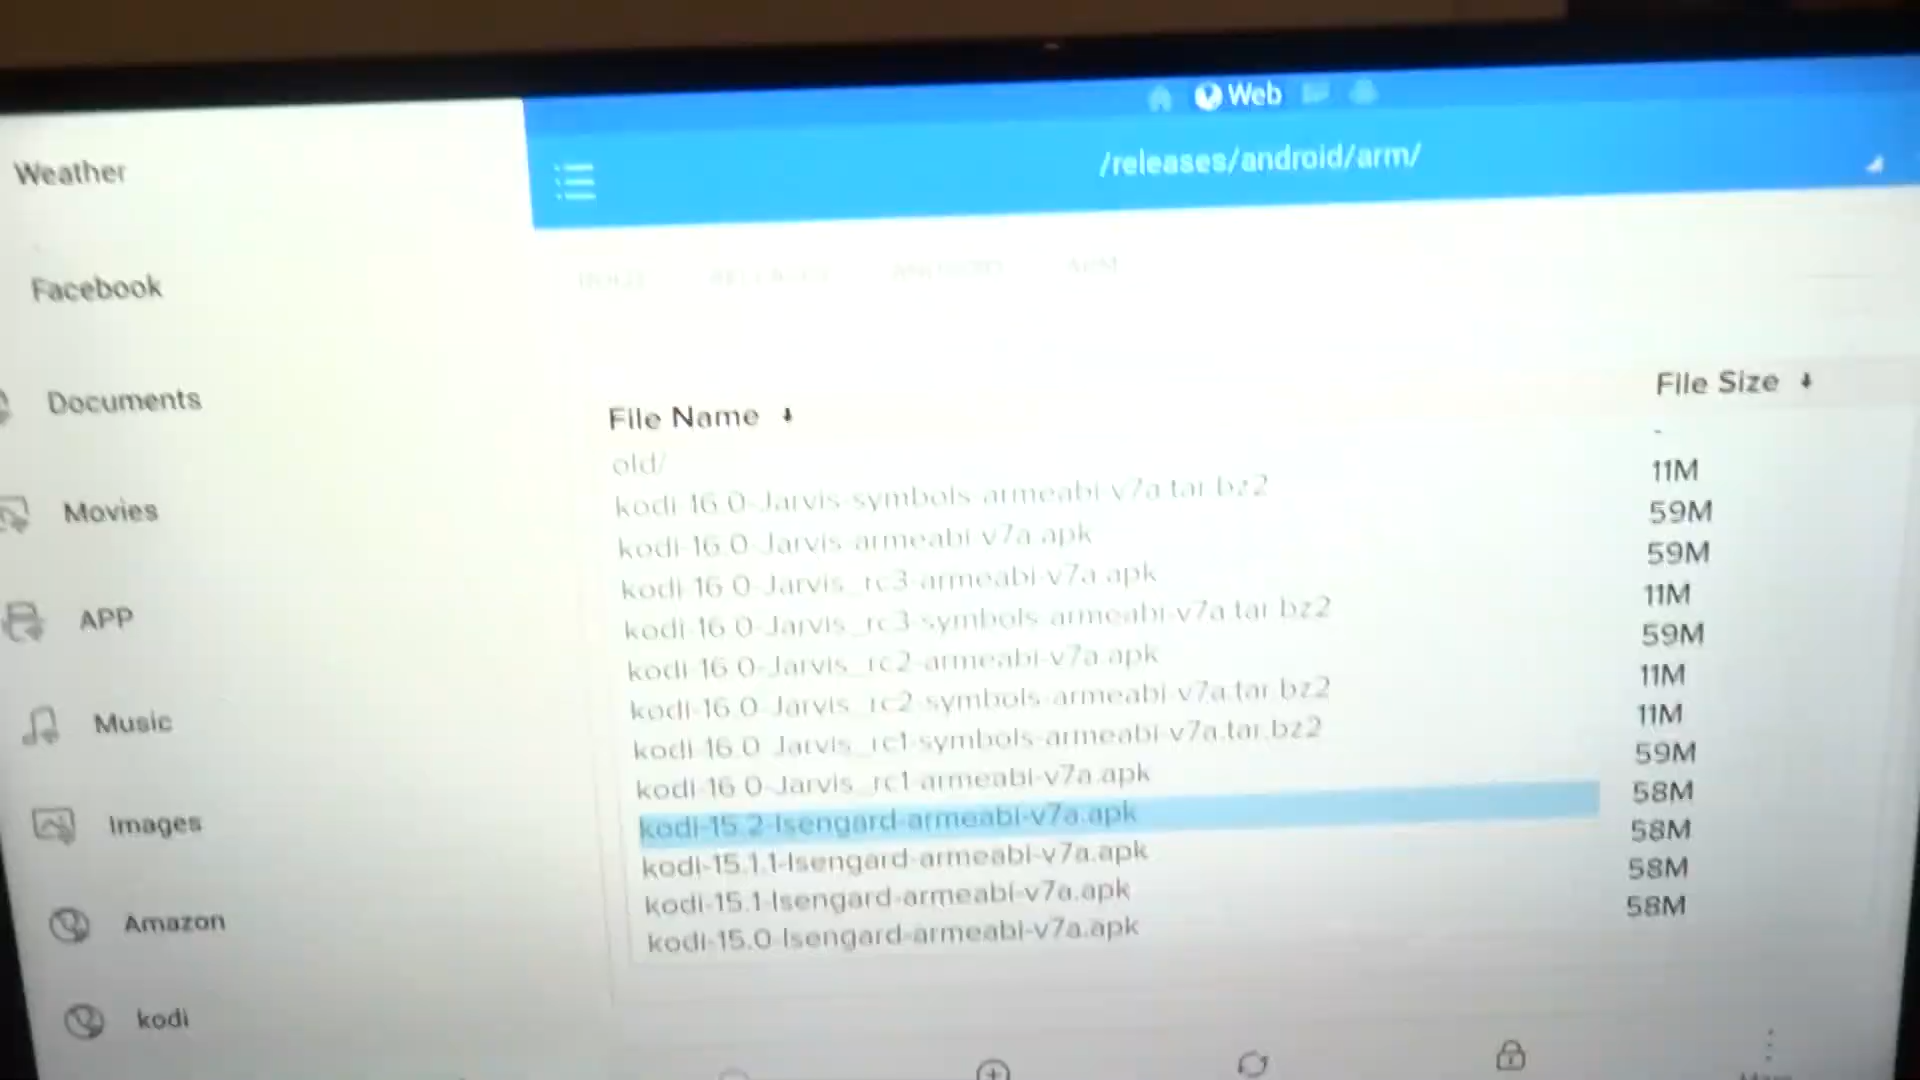 Web
/releases/android/arm/
Weather
Facebook
Documents
Movies
APP
Music
Images
Amazon
kodi
ARM
File Name ↓
File Size ↓
old/
-
kodi-16.0-Jarvis-symbols-armeabi-v7a.tar.bz2
11M
kodi-16.0-Jarvis-armeabi-v7a.apk
59M
kodi-16.0-Jarvis_rc3-armeabi-v7a.apk
59M
kodi-16.0-Jarvis_rc3-symbols-armeabi-v7a.tar.bz2
11M
kodi-16.0-Jarvis_rc2-armeabi-v7a.apk
59M
kodi-16.0-Jarvis_rc2-symbols-armeabi-v7a.tar.bz2
11M
kodi-16.0-Jarvis_rc1-symbols-armeabi-v7a.tar.bz2
11M
kodi-16.0-Jarvis_rc1-armeabi-v7a.apk
59M
kodi-15.2-Isengard-armeabi-v7a.apk
58M
kodi-15.1.1-Isengard-armeabi-v7a.apk
58M
kodi-15.1-Isengard-armeabi-v7a.apk
58M
kodi-15.0-Isengard-armeabi-v7a.apk
58M